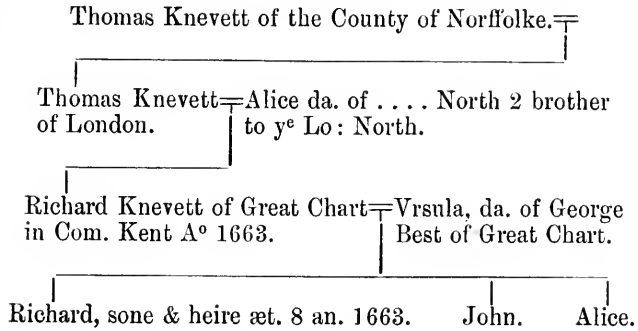 Thomas Knevett of the County of Norffolke.
Thomas Knevett Alice da. of .... North 2 brother
of London. to yᵉ Lo: North.
Richard Knevett of Great Chart Vrsula, da. of George
in Com. Kent Aº 1663. Best of Great Chart.
Richard, sone & heire æt. 8 an. 1663. John. Alice.